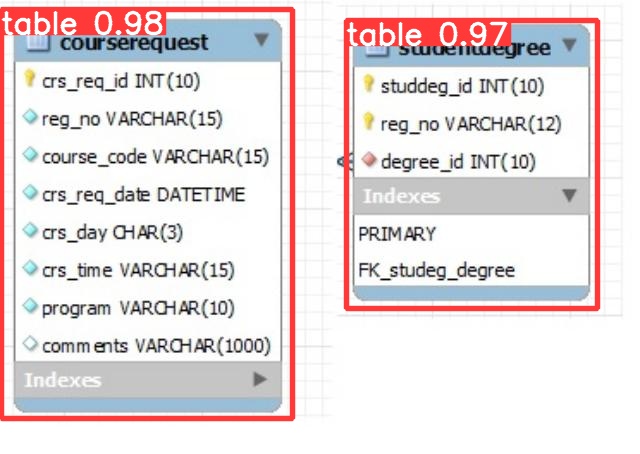 table 0.98
courserequest
crs_req_id INT(10)
reg_no VARCHAR(15)
course_code VARCHAR(15)
crs_req_date DATETIME
crs_day CHAR(3)
crs_time VARCHAR(15)
program VARCHAR(10)
comments VARCHAR(1000)
Indexes
table 0.97
studentdegree
studdeg_id INT(10)
reg_no VARCHAR(12)
degree_id INT(10)
Indexes
PRIMARY
FK_studeg_degree